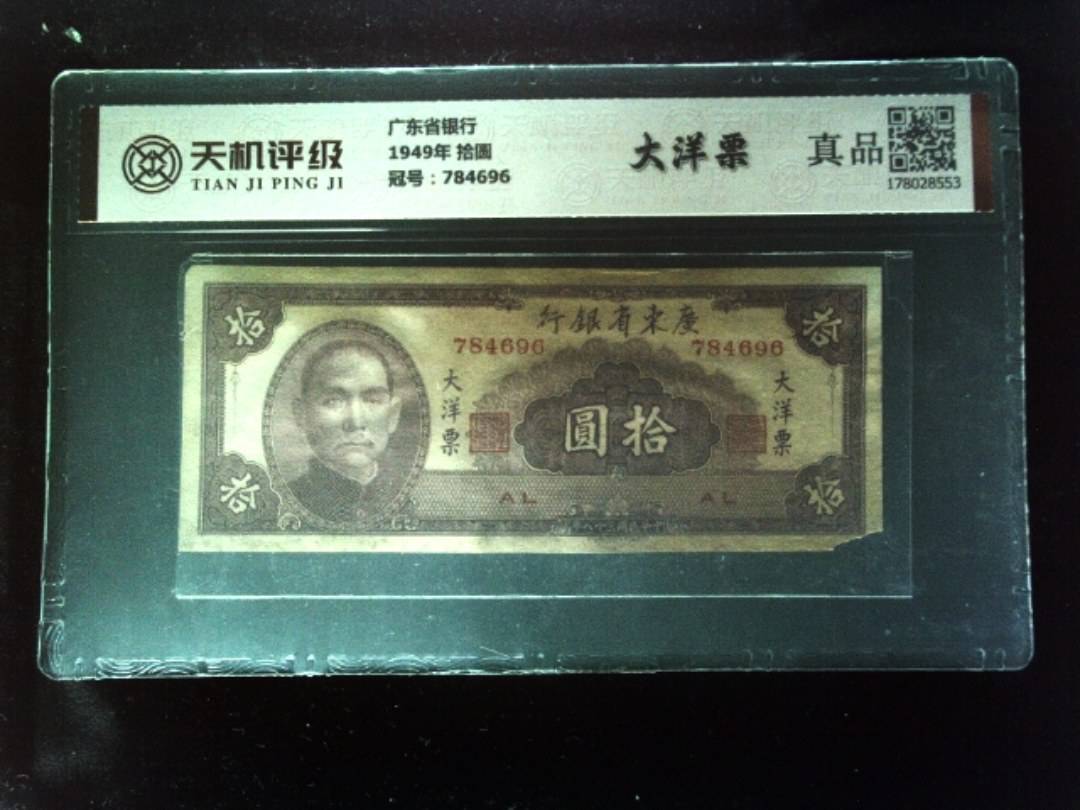 天机评级
TIAN JI PING JI
广东省银行
1949年 拾圆
冠号：784696
大洋票
真品
178028553
行銀省東廣
784696
784696
拾
拾
大洋票
圓拾
大洋票
AL
AL
拾
拾